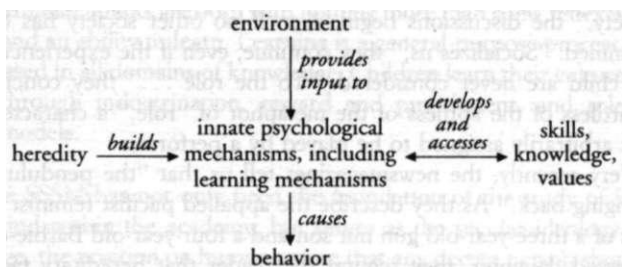 environment
provides
input to
develops
and
accesses
innate psychological
skills,
heredity builds mechanisms, including knowledge,
learning mechanisms values
causes
behavior